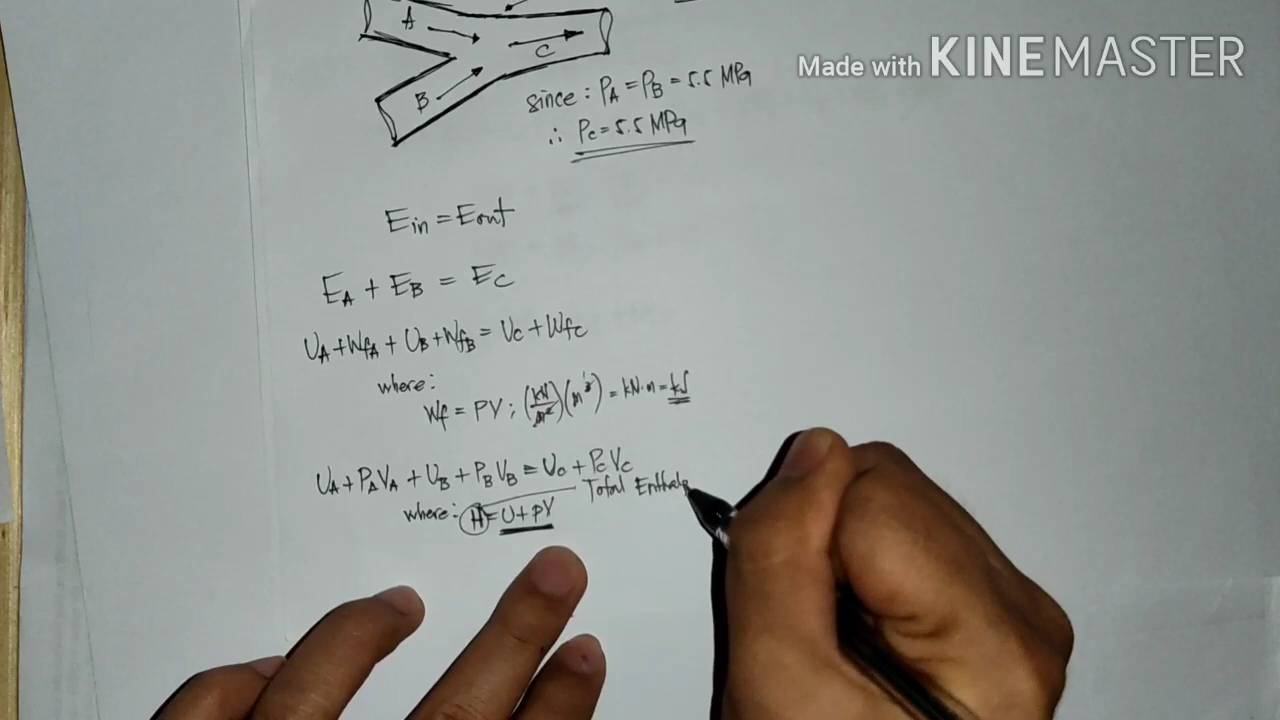 Made with KINEMASTER
A
C
B
since: PA = PB = 5.5 MPa
∴ Pc = 5.5 MPa
Ein = Eout
EA + EB = Ec
UA + WfA + UB + WfB = Uc + Wfc
where:
Wf = PV ; (kN/m²)(m³) = kN·m = kJ
UA + PAVA + UB + PBVB = Uc + PcVc
Total Enthalp
where: H = U + PV